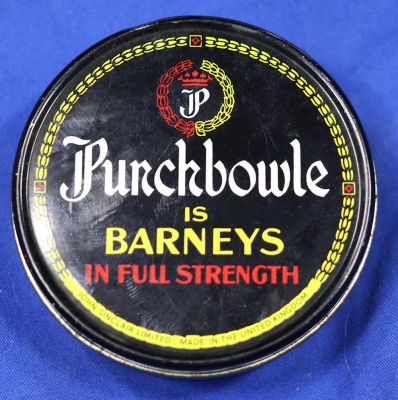 JP
Punchbowle
IS
BARNEYS
IN FULL STRENGTH
JOHN SINCLAIR LIMITED MADE IN THE UNITED KINGDOM